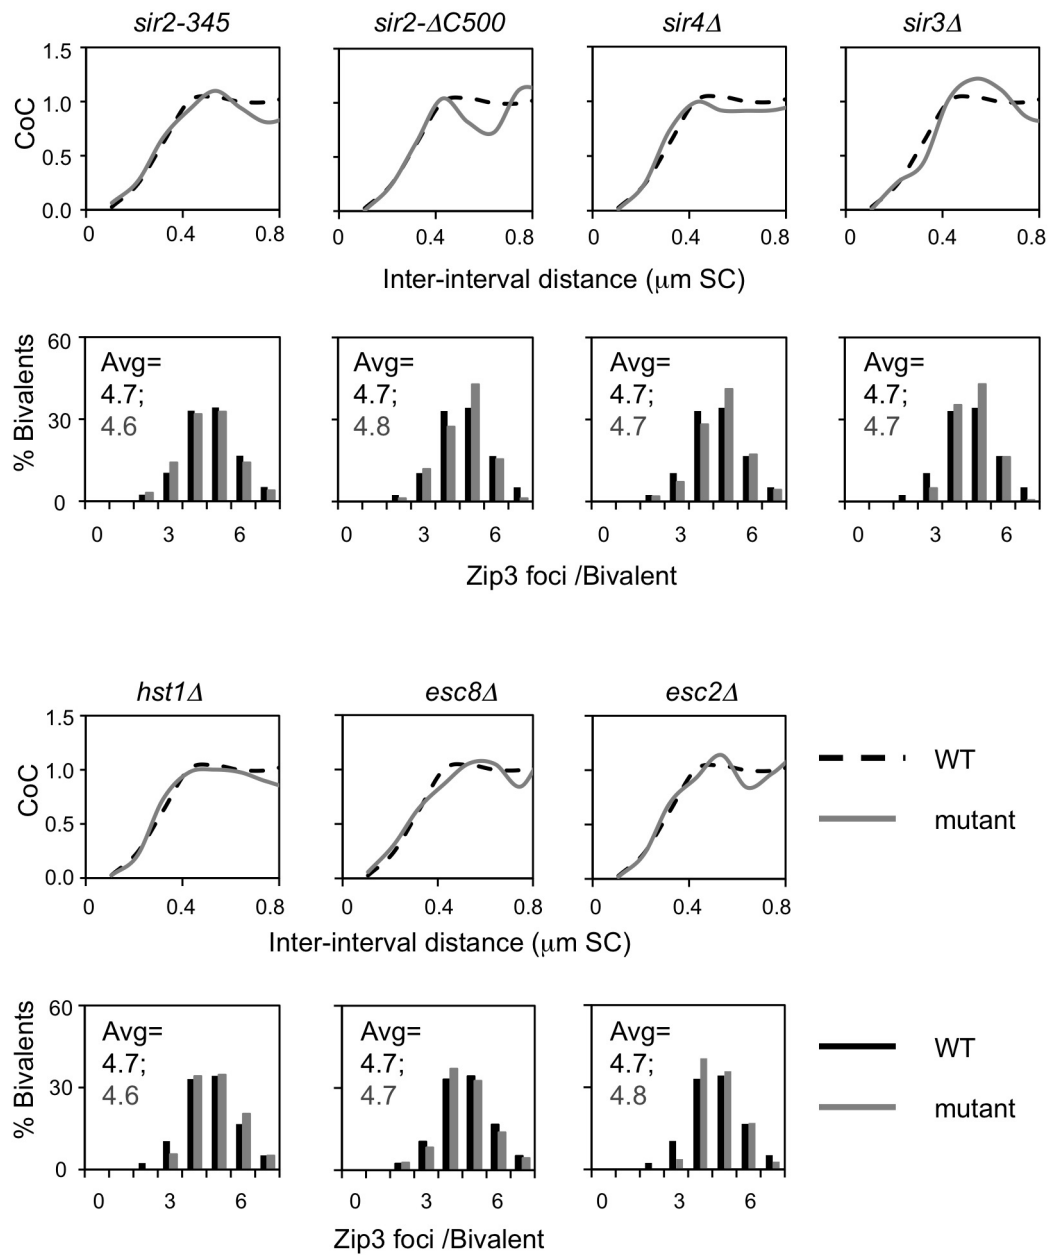 sir2-345 sir2-ΔC500 sir4Δ sir3Δ
1.5
1.0
0.5
0.0
CoC
0 0.4 0.8 0 0.4 0.8 0 0.4 0.8 0 0.4 0.8
Inter-interval distance (μm SC)
60
30
0
% Bivalents
Avg= Avg= Avg= Avg=
4.7; 4.7; 4.7; 4.7;
4.6 4.8 4.7 4.7
0 3 6 0 3 6 0 3 6 0 3 6
Zip3 foci /Bivalent
hst1Δ esc8Δ esc2Δ
1.5
1.0
0.5
0.0
CoC
WT
mutant
0 0.4 0.8 0 0.4 0.8 0 0.4 0.8
Inter-interval distance (μm SC)
60
30
0
% Bivalents
Avg= Avg= Avg=
4.7; 4.7; 4.7;
4.6 4.7 4.8
WT
mutant
0 3 6 0 3 6 0 3 6
Zip3 foci /Bivalent